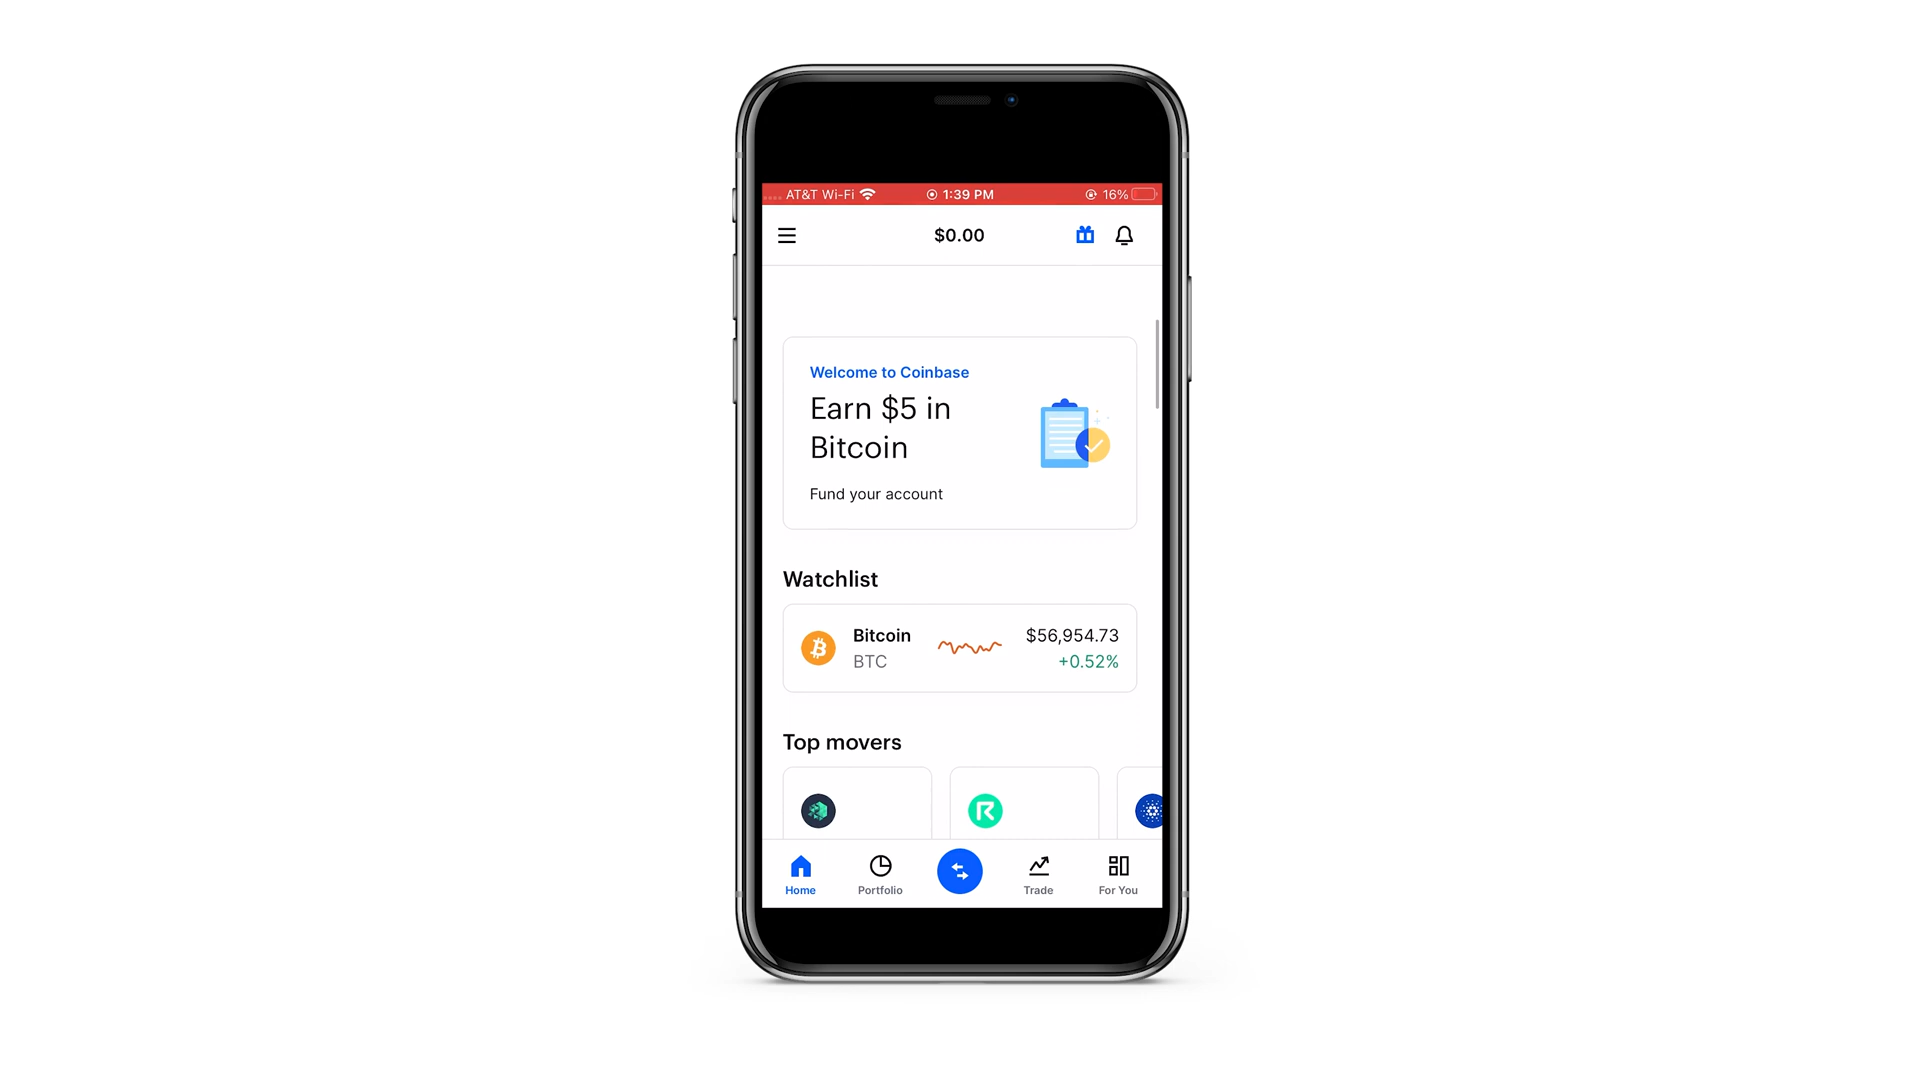 AT&T Wi-Fi 1:39 PM 16%
$0.00
Welcome to Coinbase
Earn $5 in
Bitcoin
Fund your account
Watchlist
Bitcoin $56,954.73
BTC +0.52%
Top movers
Home Portfolio Trade For You